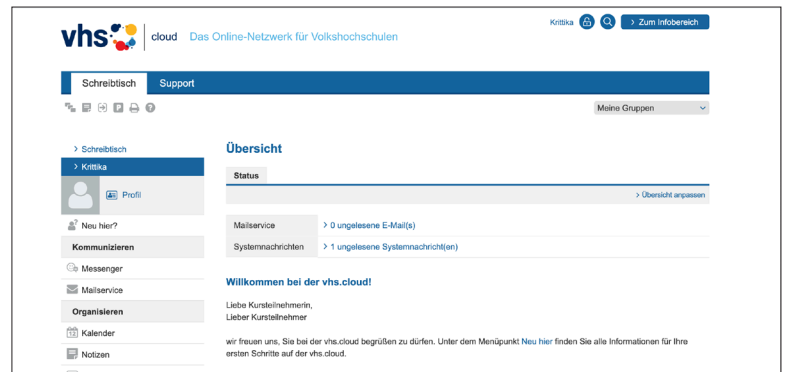 vhs cloud Das Online-Netzwerk für Volkshochschulen
Krittika > Zum Infobereich
Schreibtisch Support
P ? Meine Gruppen
> Schreibtisch
> Krittika
Profil
? Neu hier?
Kommunizieren
Messenger
Mailservice
Organisieren
12 Kalender
Notizen
Übersicht
Status
> Übersicht anpassen
Mailservice > 0 ungelesene E-Mail(s)
Systemnachrichten > 1 ungelesene Systemnachricht(en)
Willkommen bei der vhs.cloud!
Liebe Kursteilnehmerin,
Lieber Kursteilnehmer
wir freuen uns, Sie bei der vhs.cloud begrüßen zu dürfen. Unter dem Menüpunkt Neu hier finden Sie alle Informationen für Ihre
ersten Schritte auf der vhs.cloud.